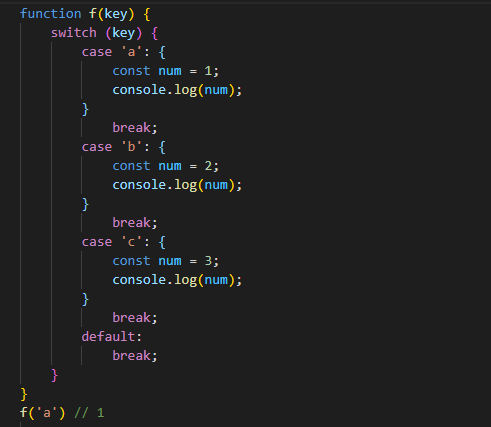 function f(key) {
    switch (key) {
        case 'a': {
            const num = 1;
            console.log(num);
        }
            break;
        case 'b': {
            const num = 2;
            console.log(num);
        }
            break;
        case 'c': {
            const num = 3;
            console.log(num);
        }
            break;
        default:
            break;
    }
}
f('a') // 1